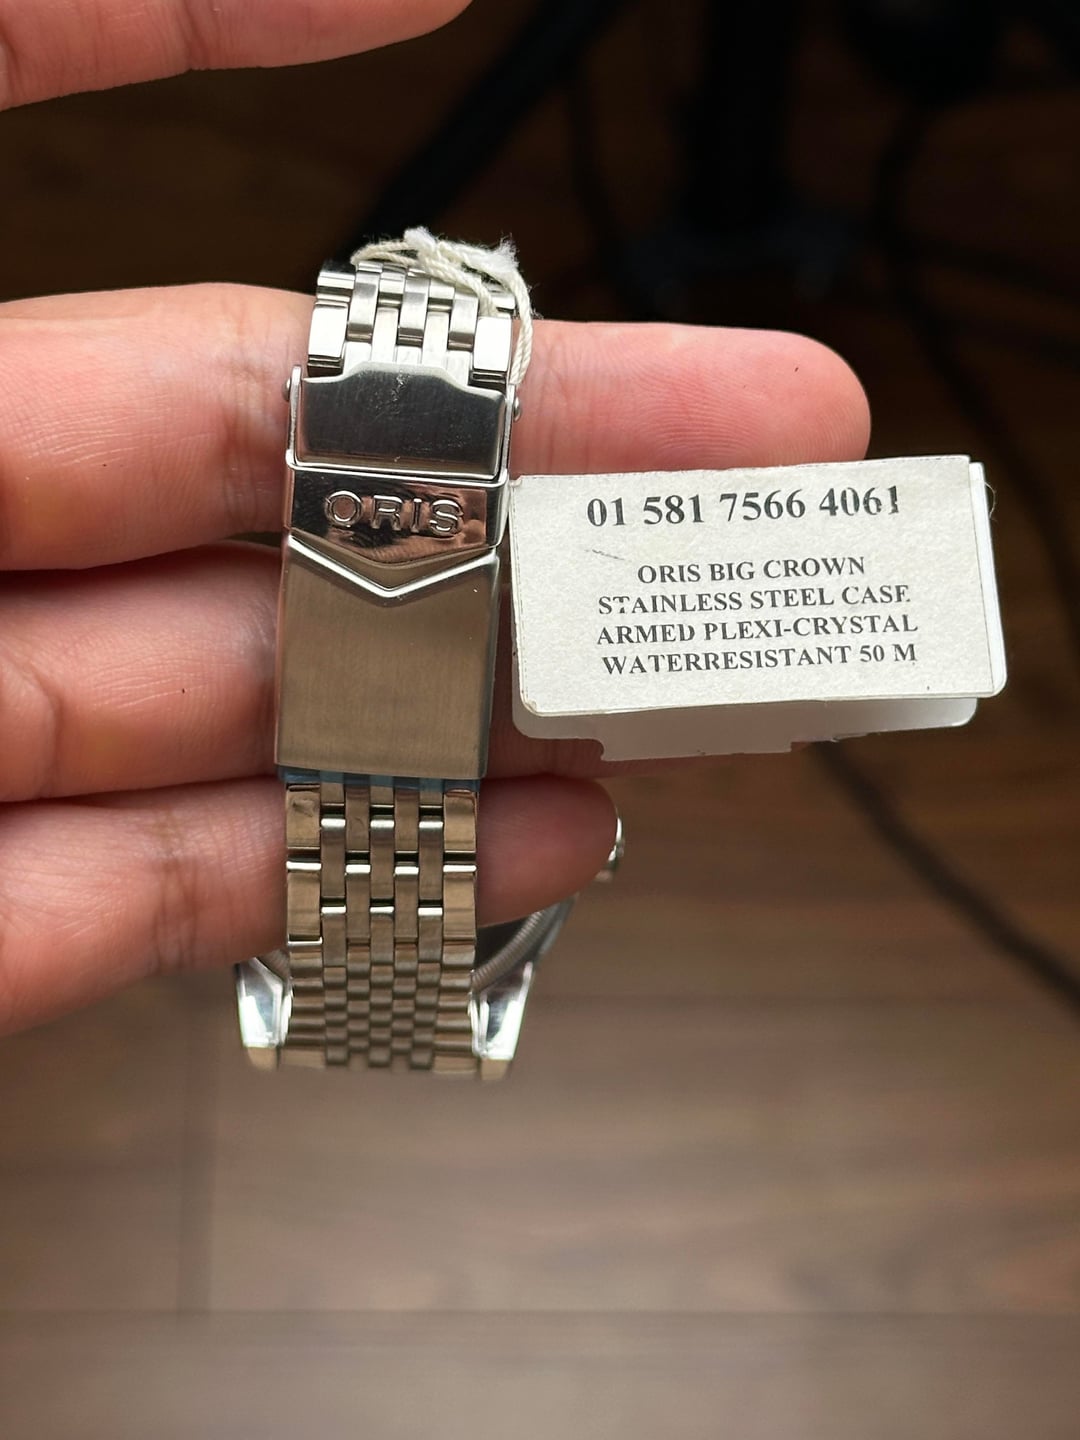 ORIS
01 581 7566 4061
ORIS BIG CROWN
STAINLESS STEEL CASE
ARMED PLEXI-CRYSTAL
WATERRESISTANT 50 M